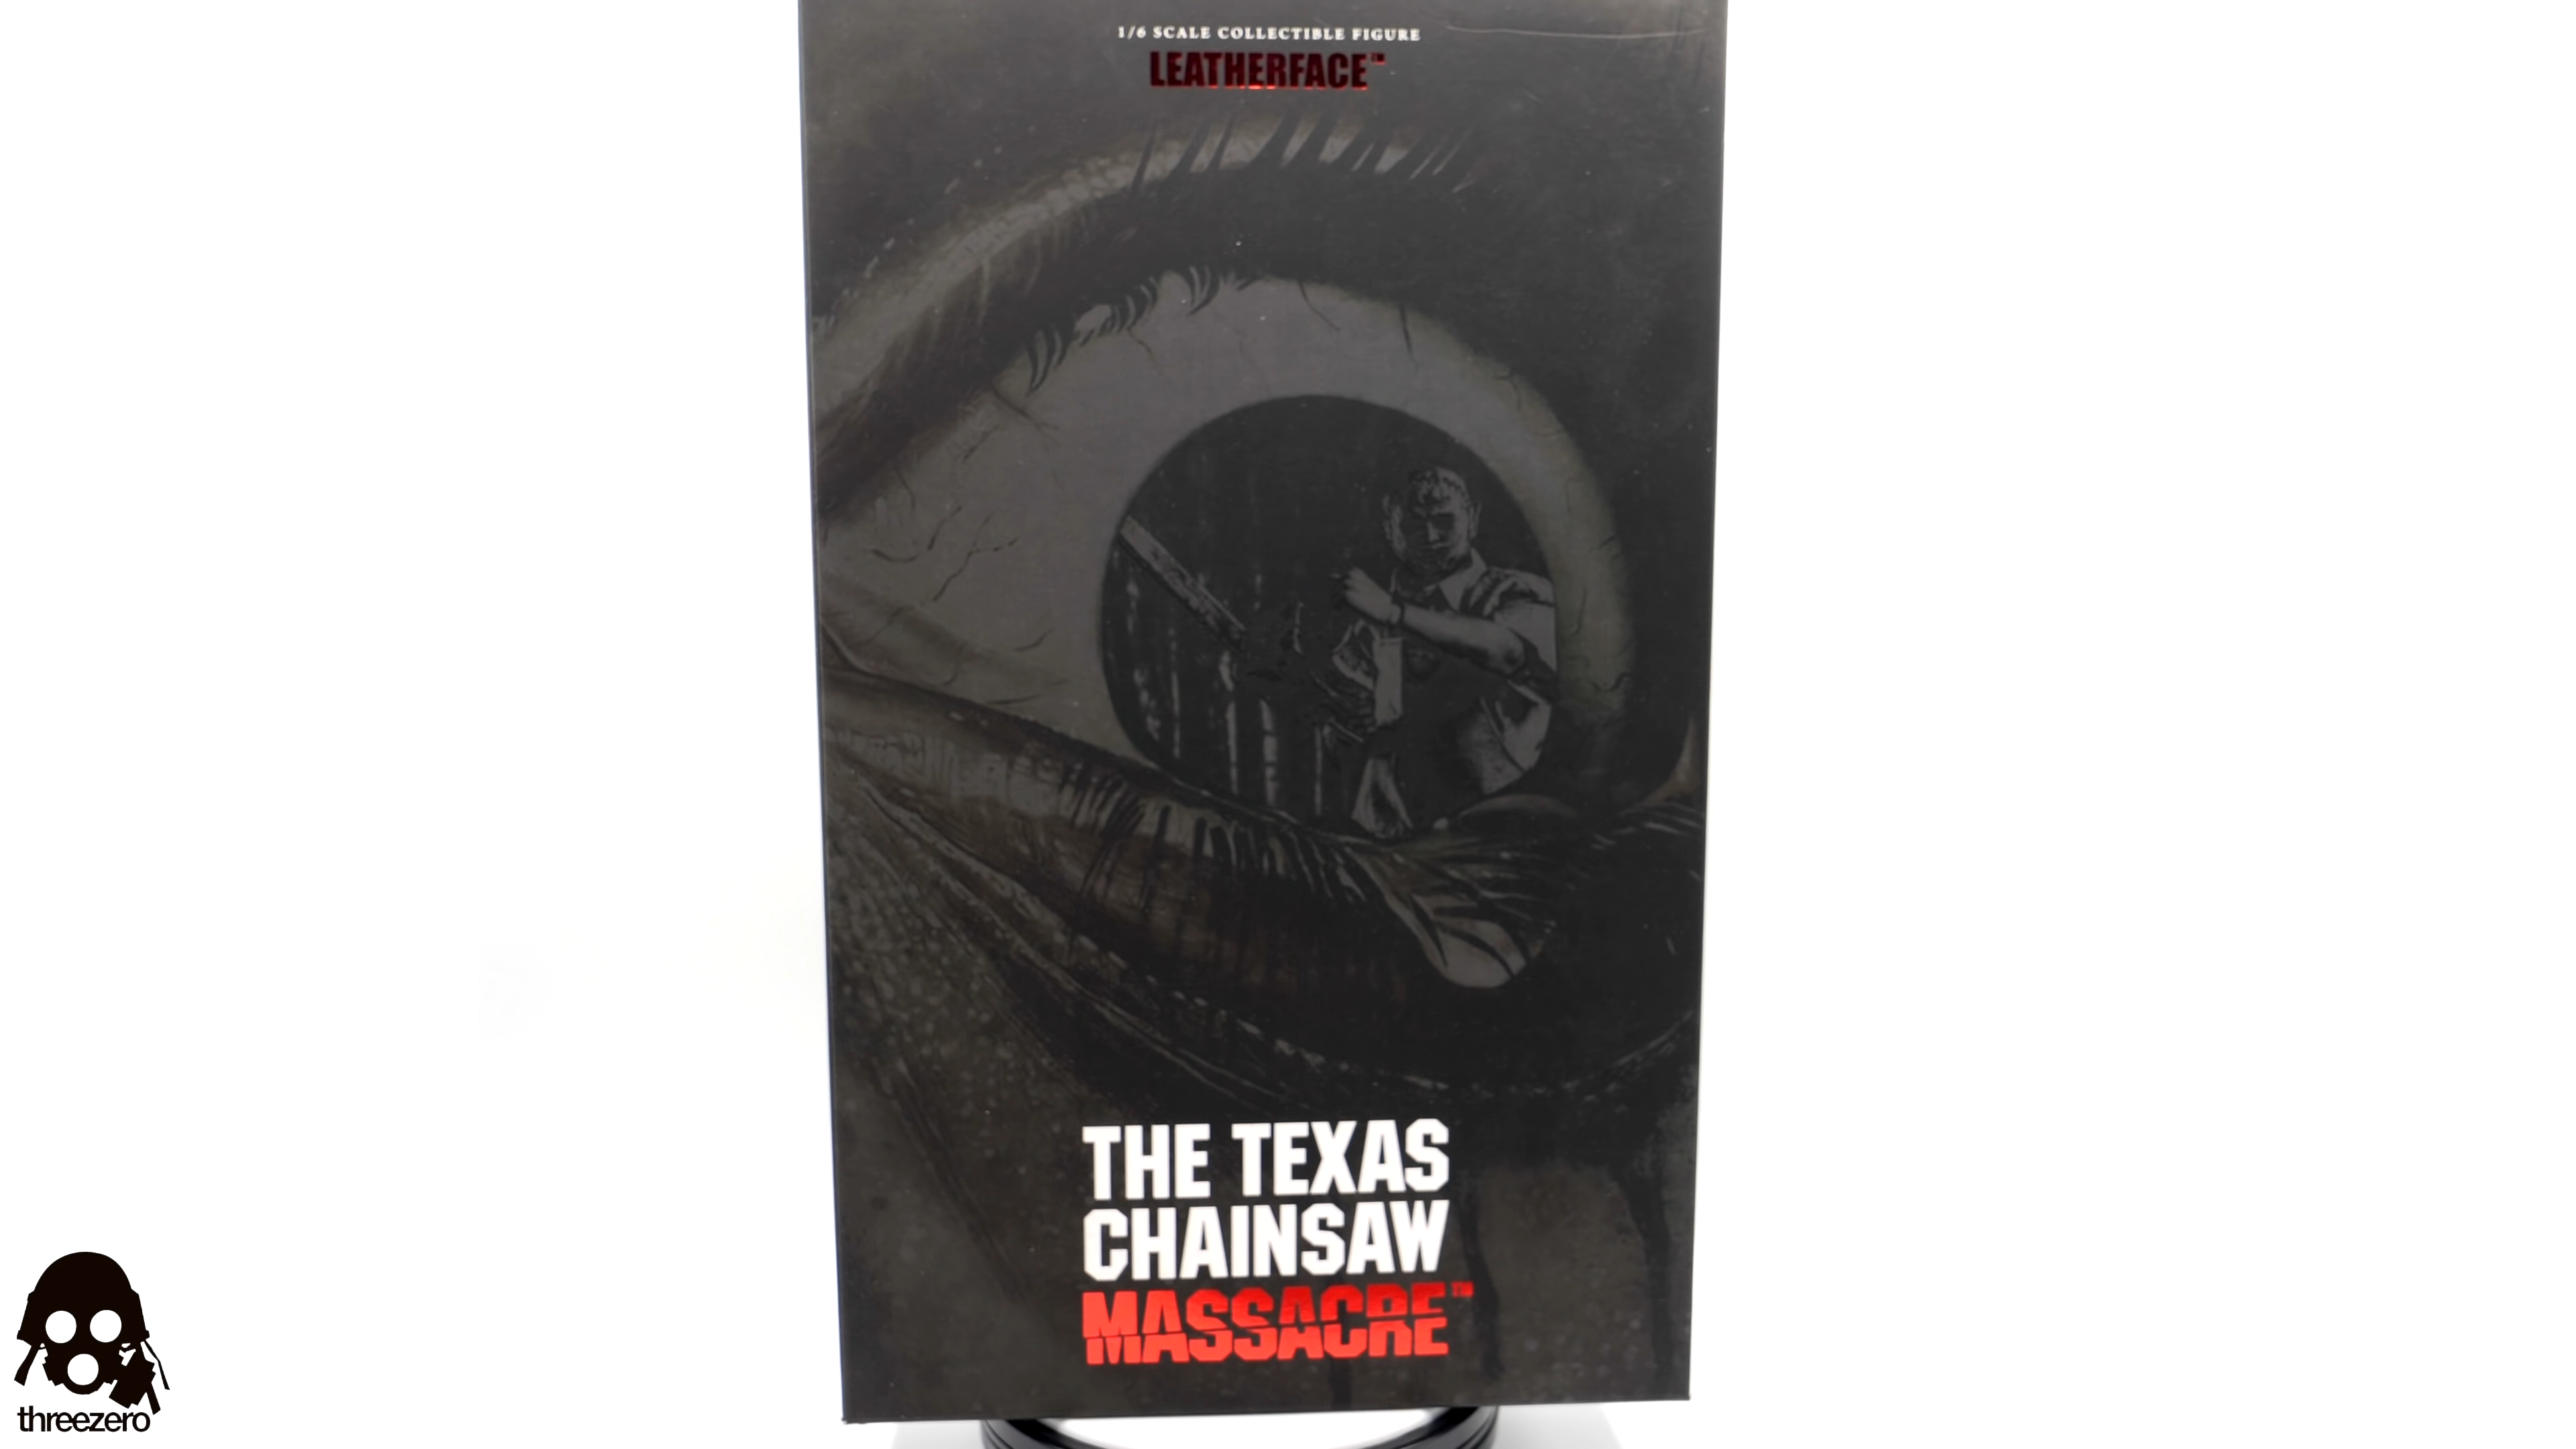 1/6 SCALE COLLECTIBLE FIGURE
LEATHERFACE™
THE TEXAS
CHAINSAW
MASSACRE™
threezero